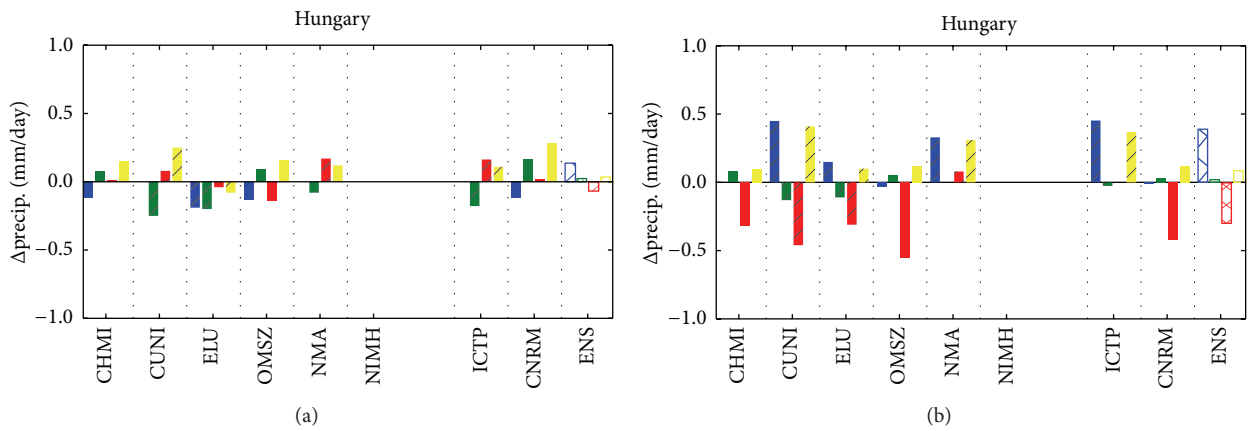 Hungary
1.0
0.5
0.0
−0.5
−1.0
Δprecip. (mm/day)
CHMI
CUNI
ELU
OMSZ
NMA
NIMH
ICTP
CNRM
ENS
(a)
Hungary
1.0
0.5
0.0
−0.5
−1.0
Δprecip. (mm/day)
CHMI
CUNI
ELU
OMSZ
NMA
NIMH
ICTP
CNRM
ENS
(b)